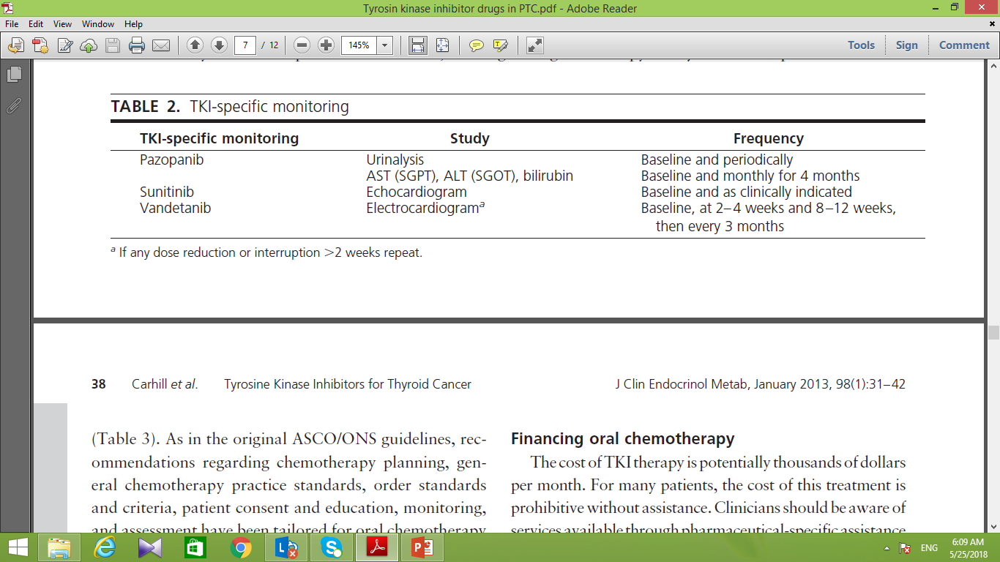 Tyrosin kinase inhibitor drugs in PTC.pdf - Adobe Reader
File Edit View Window Help
7 / 12 145% Tools Sign Comment
TABLE 2. TKI-specific monitoring
TKI-specific monitoring Study Frequency
Pazopanib Urinalysis Baseline and periodically
AST (SGPT), ALT (SGOT), bilirubin Baseline and monthly for 4 months
Sunitinib Echocardiogram Baseline and as clinically indicated
Vandetanib Electrocardiogramᵃ Baseline, at 2–4 weeks and 8–12 weeks,
then every 3 months
ᵃ If any dose reduction or interruption >2 weeks repeat.
38 Carhill et al. Tyrosine Kinase Inhibitors for Thyroid Cancer J Clin Endocrinol Metab, January 2013, 98(1):31–42
(Table 3). As in the original ASCO/ONS guidelines, rec-
ommendations regarding chemotherapy planning, gen-
eral chemotherapy practice standards, order standards
and criteria, patient consent and education, monitoring,
and assessment have been tailored for oral chemotherapy
Financing oral chemotherapy
The cost of TKI therapy is potentially thousands of dollars
per month. For many patients, the cost of this treatment is
prohibitive without assistance. Clinicians should be aware of
services available through pharmaceutical-specific assistance
ENG
6:09 AM
5/25/2018